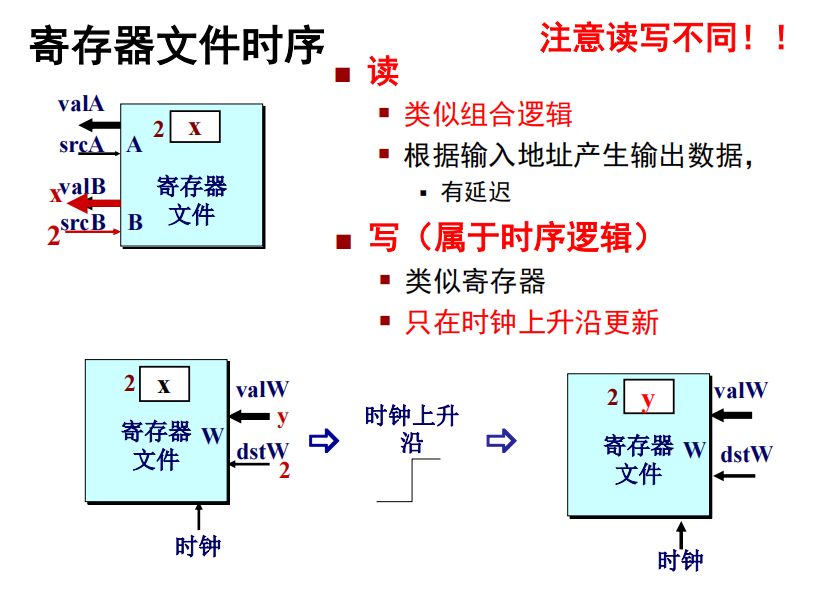 寄存器文件时序
注意读写不同！！
■ 读
▪ 类似组合逻辑
▪ 根据输入地址产生输出数据，
▪ 有延迟
■ 写（属于时序逻辑）
▪ 类似寄存器
▪ 只在时钟上升沿更新
valA
srcA
A
2
x
x
valB
2
srcB
B
寄存器
文件
2
x
valW
y
寄存器
文件
W
dstW
2
时钟
时钟上升
沿
2
y
valW
寄存器
文件
W
dstW
时钟